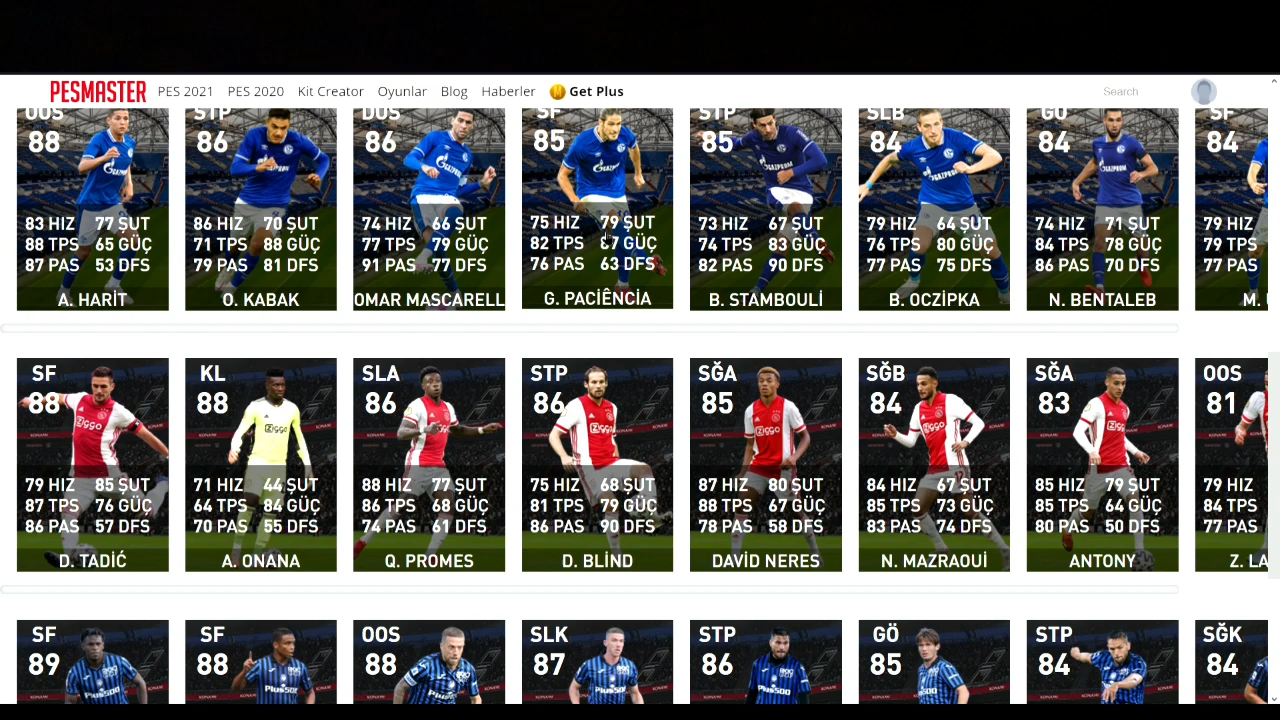 PESMASTER PES 2021 PES 2020 Kit Creator Oyunlar Blog Haberler Get Plus Search
OOS STP DOS SF STP SLB GÖ SF
88 86 86 85 85 84 84 84
83 HIZ 77 ŞUT 86 HIZ 70 ŞUT 74 HIZ 66 ŞUT 75 HIZ 79 ŞUT 73 HIZ 67 ŞUT 79 HIZ 64 ŞUT 74 HIZ 71 ŞUT 79 HIZ
88 TPS 65 GÜÇ 71 TPS 88 GÜÇ 77 TPS 79 GÜÇ 82 TPS 87 GÜÇ 74 TPS 83 GÜÇ 76 TPS 80 GÜÇ 84 TPS 78 GÜÇ 79 TPS
87 PAS 53 DFS 79 PAS 81 DFS 91 PAS 77 DFS 76 PAS 63 DFS 82 PAS 90 DFS 77 PAS 75 DFS 86 PAS 70 DFS 77 PAS
A. HARİT O. KABAK OMAR MASCARELL G. PACİÊNCİA B. STAMBOULİ B. OCZİPKA N. BENTALEB M.
SF KL SLA STP SĞA SĞB SĞA OOS
88 88 86 86 85 84 83 81
79 HIZ 85 ŞUT 71 HIZ 44 ŞUT 88 HIZ 77 ŞUT 75 HIZ 68 ŞUT 87 HIZ 80 ŞUT 84 HIZ 67 ŞUT 85 HIZ 79 ŞUT 79 HIZ
87 TPS 76 GÜÇ 64 TPS 84 GÜÇ 86 TPS 68 GÜÇ 81 TPS 79 GÜÇ 88 TPS 67 GÜÇ 85 TPS 73 GÜÇ 85 TPS 64 GÜÇ 84 TPS
86 PAS 57 DFS 70 PAS 55 DFS 74 PAS 61 DFS 86 PAS 90 DFS 78 PAS 58 DFS 83 PAS 74 DFS 80 PAS 50 DFS 77 PAS
D. TADİĆ A. ONANA Q. PROMES D. BLİND DAVİD NERES N. MAZRAOUİ ANTONY Z. LA
SF SF OOS SLK STP GÖ STP SĞK
89 88 88 87 86 85 84 84